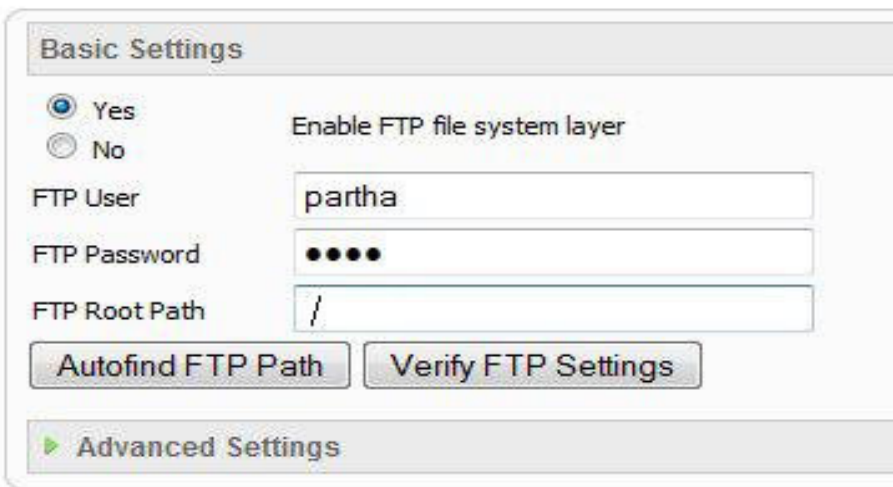 Basic Settings
Yes
No
Enable FTP file system layer
FTP User
partha
FTP Password
••••
FTP Root Path
/
Autofind FTP Path
Verify FTP Settings
Advanced Settings